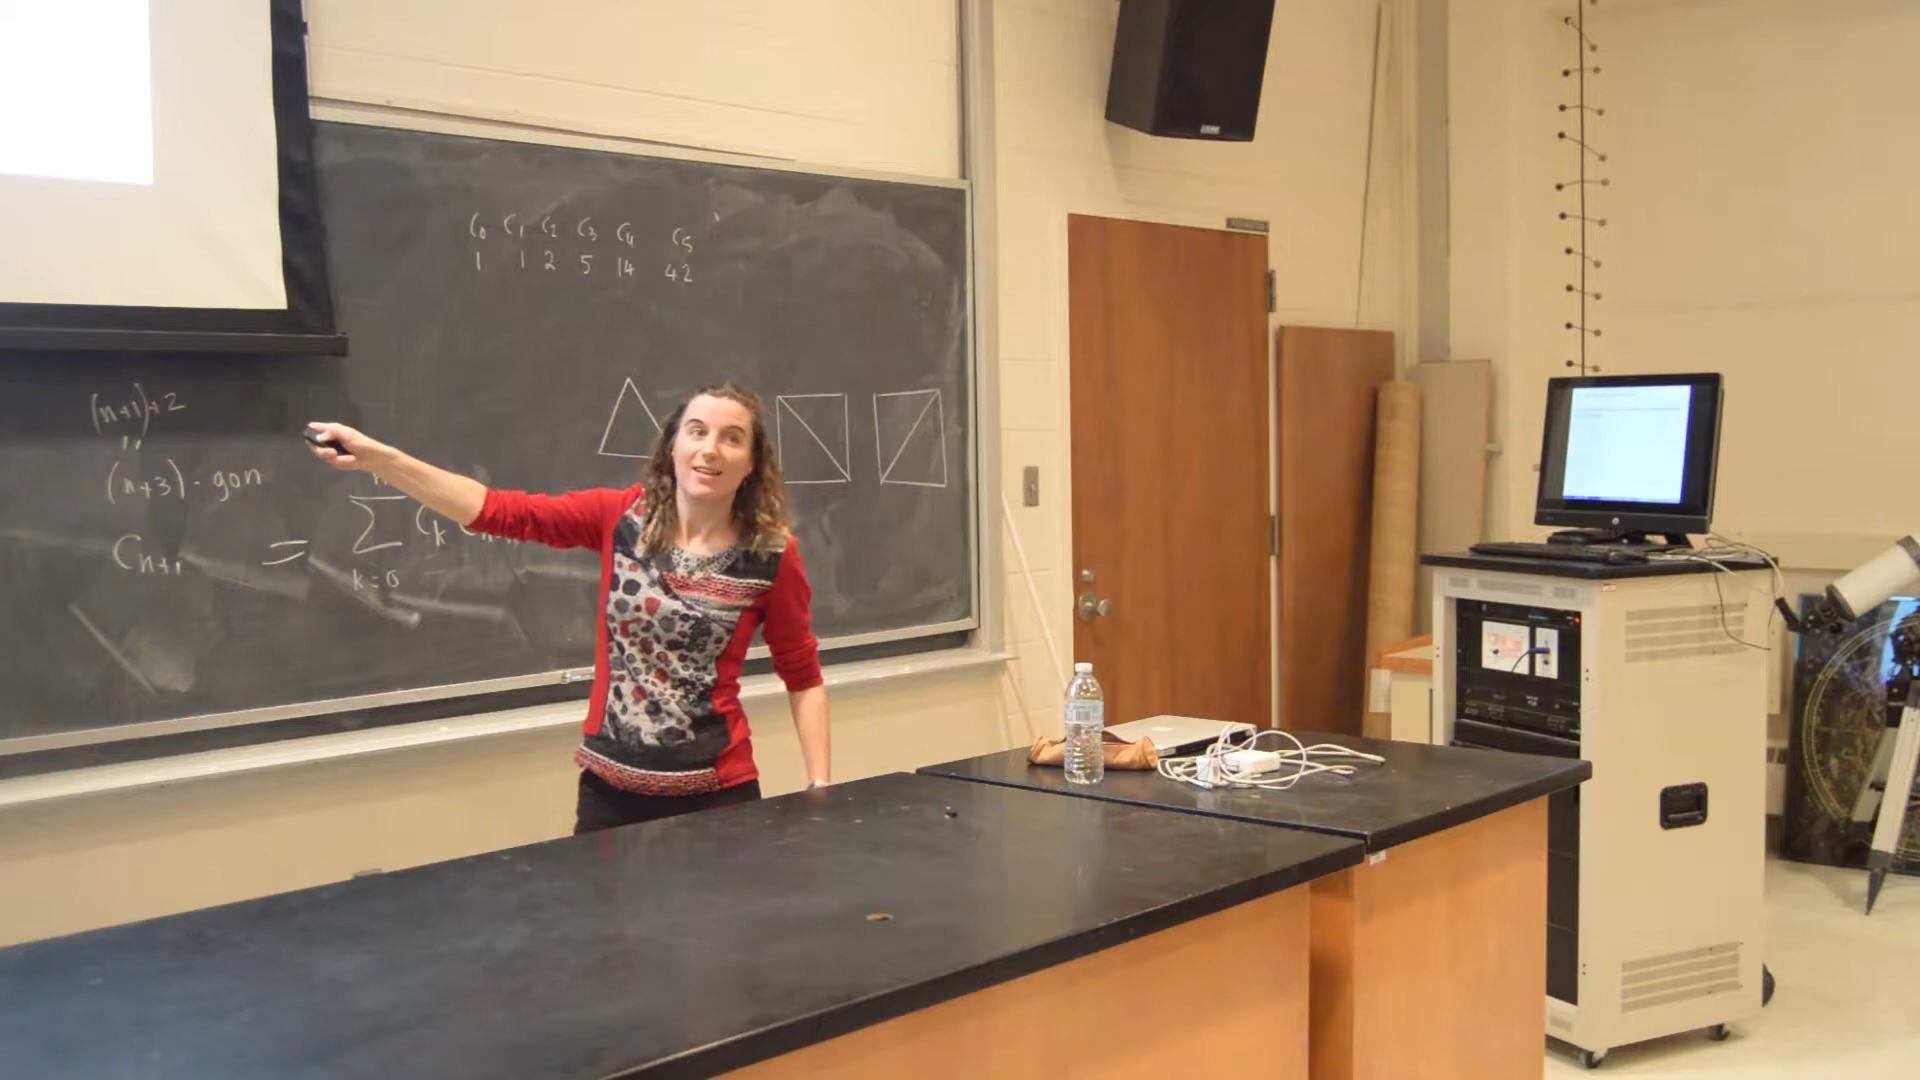 C₀ C₁ C₂ C₃ C₄ C₅
1 1 2 5 14 42
(n+1)+2
(n+3)-gon
n
Cₙ₊₁ = ∑ Cₖ
k=0